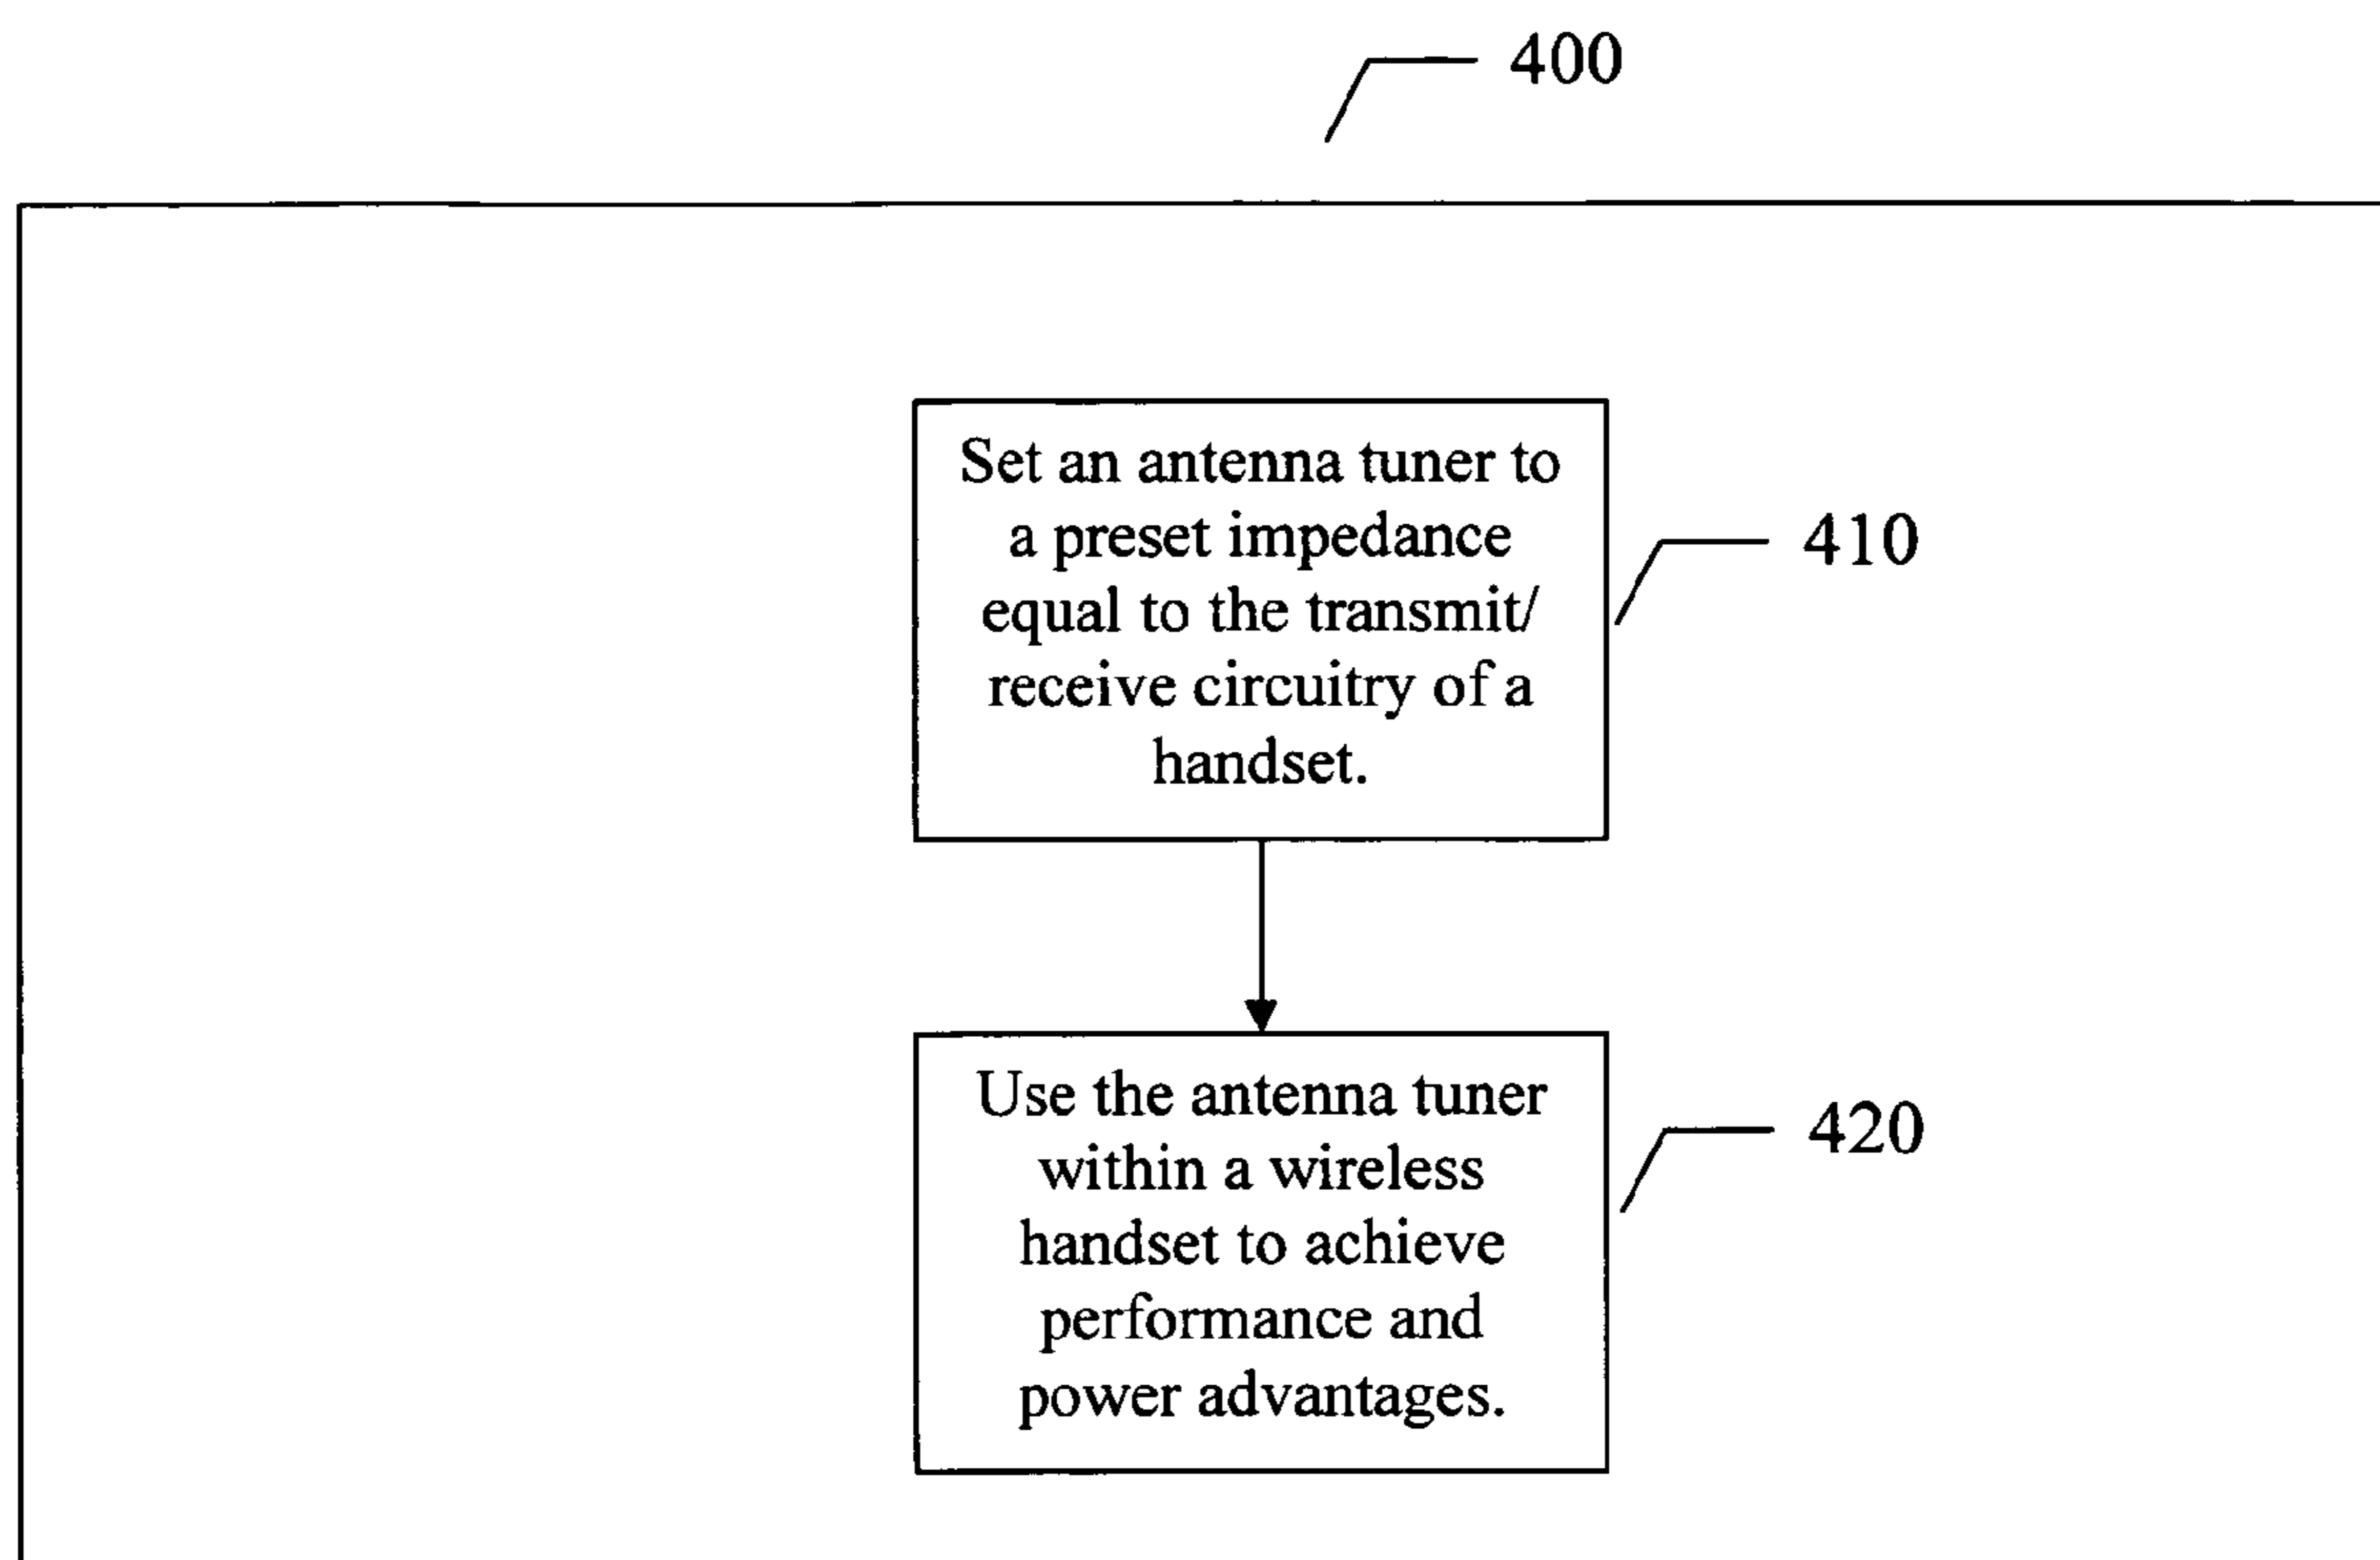 400
Set an antenna tuner to
a preset impedance
equal to the transmit/
receive circuitry of a
handset.
410
Use the antenna tuner
within a wireless
handset to achieve
performance and
power advantages.
420